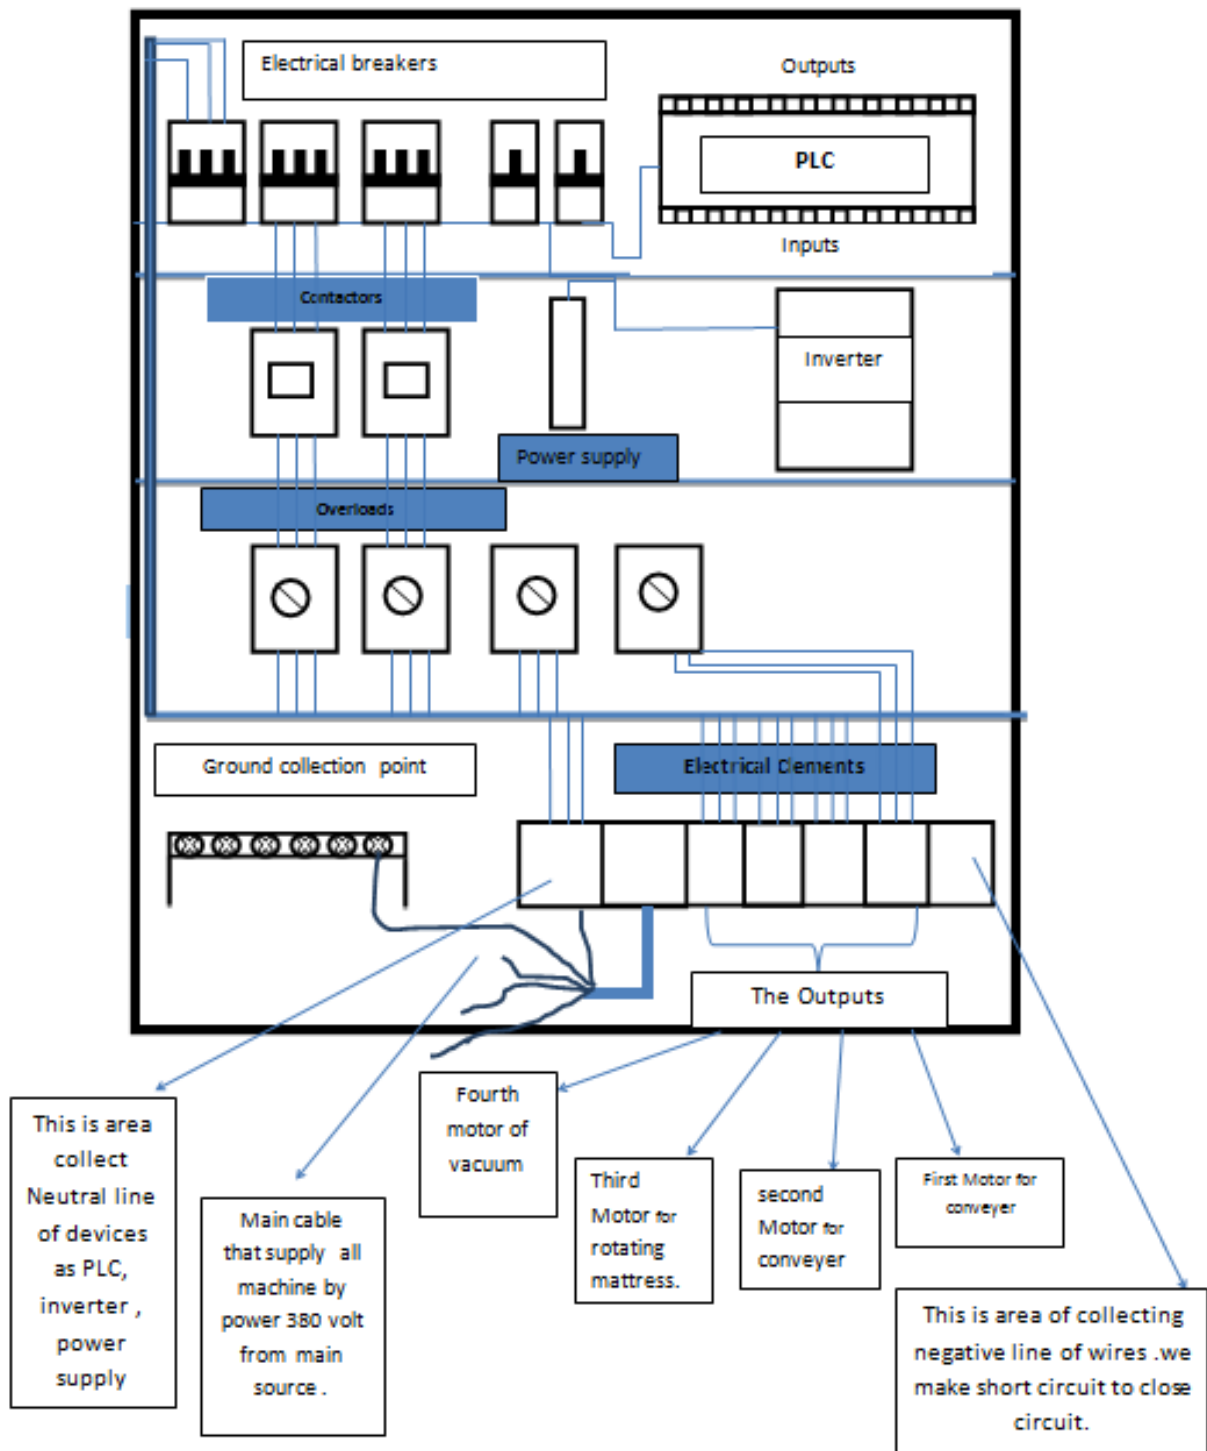 Electrical breakers
Outputs
PLC
Inputs
Contactors
Inverter
Power supply
Overloads
Ground collection point
Electrical Elements
The Outputs
This is area
collect
Neutral line
of devices
as PLC,
inverter ,
power
supply
Main cable
that supply all
machine by
power 380 volt
from main
source .
Fourth
motor of
vacuum
Third
Motor for
rotating
mattress.
second
Motor for
conveyer
First Motor for
conveyer
This is area of collecting
negative line of wires .we
make short circuit to close
circuit.